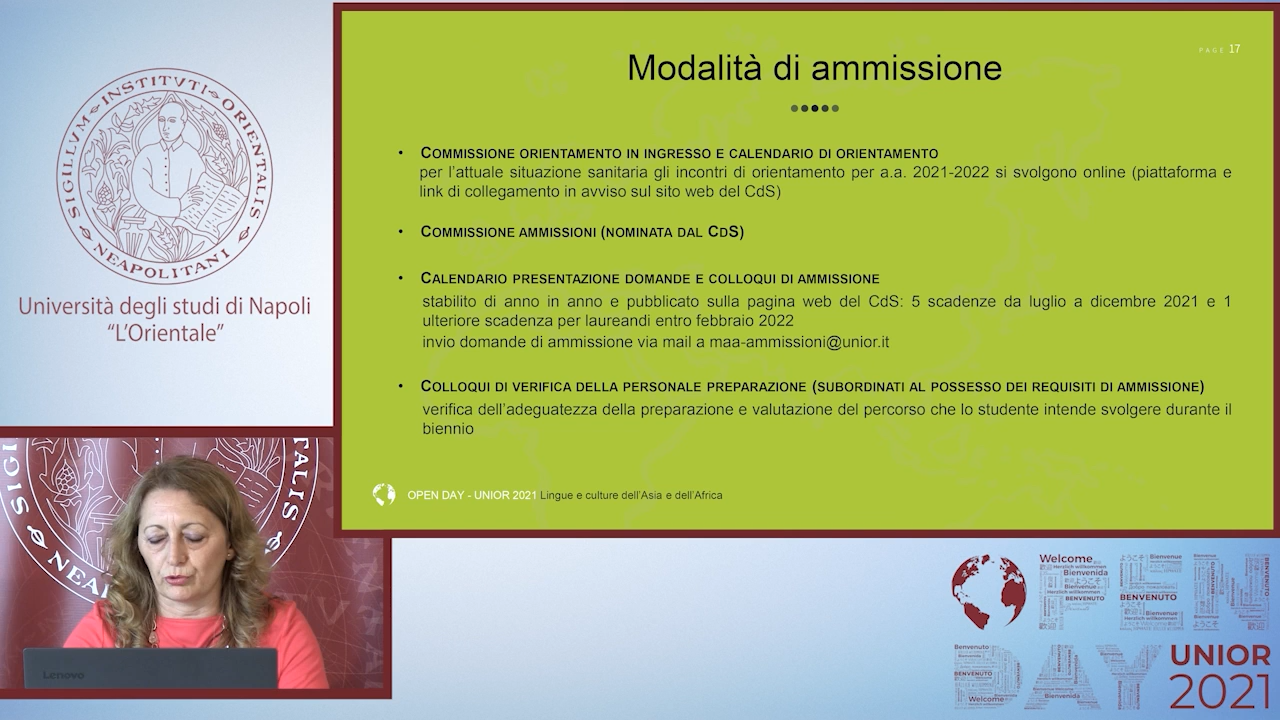 SIGILLVM INSTITVTI ORIENTALIS NEAPOLITANI
Università degli studi di Napoli
“L’Orientale”
PAGE 17
Modalità di ammissione
• COMMISSIONE ORIENTAMENTO IN INGRESSO E CALENDARIO DI ORIENTAMENTO
per l’attuale situazione sanitaria gli incontri di orientamento per a.a. 2021-2022 si svolgono online (piattaforma e
link di collegamento in avviso sul sito web del CdS)
• COMMISSIONE AMMISSIONI (NOMINATA DAL CDS)
• CALENDARIO PRESENTAZIONE DOMANDE E COLLOQUI DI AMMISSIONE
stabilito di anno in anno e pubblicato sulla pagina web del CdS: 5 scadenze da luglio a dicembre 2021 e 1
ulteriore scadenza per laureandi entro febbraio 2022
invio domande di ammissione via mail a maa-ammissioni@unior.it
• COLLOQUI DI VERIFICA DELLA PERSONALE PREPARAZIONE (SUBORDINATI AL POSSESSO DEI REQUISITI DI AMMISSIONE)
verifica dell’adeguatezza della preparazione e valutazione del percorso che lo studente intende svolgere durante il
biennio
OPEN DAY - UNIOR 2021 Lingue e culture dell’Asia e dell’Africa
Lenovo
OPEN
DAY
UNIOR
2021